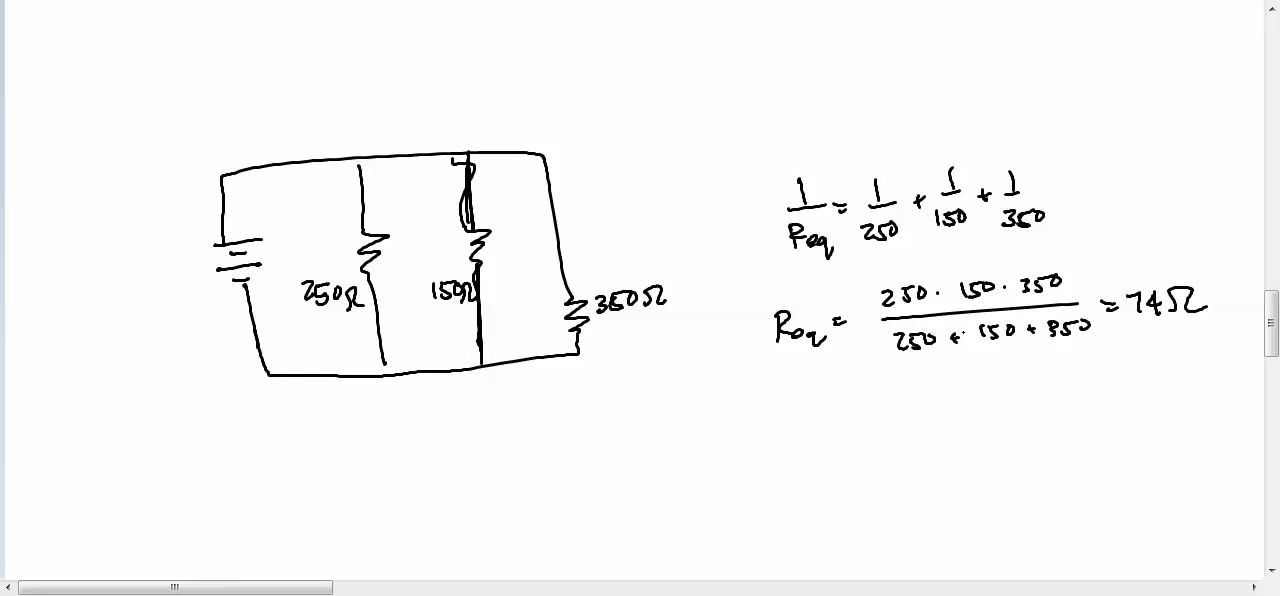 250Ω
150Ω
350Ω
1/Req = 1/250 + 1/150 + 1/350
Req = 250 · 150 · 350 / 250 + 150 + 350 = 74Ω